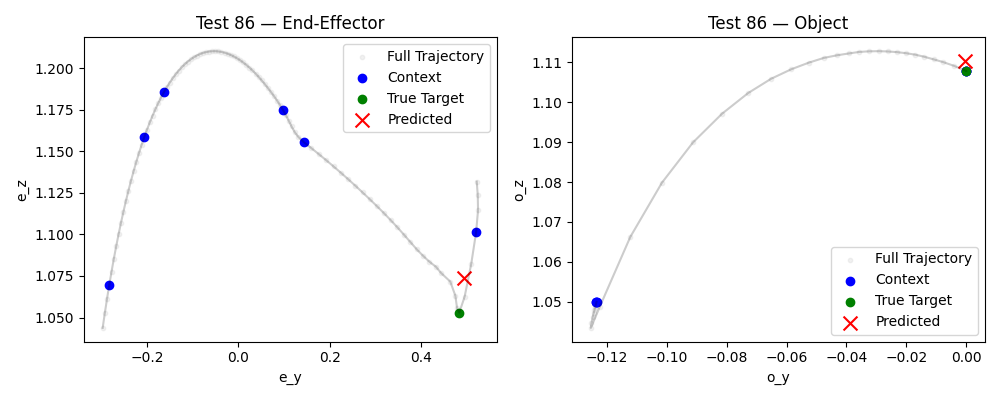 Test 86 — End-Effector
Full Trajectory
Context
True Target
Predicted
1.200
1.175
1.150
1.125
1.100
1.075
1.050
e_z
−0.2
0.0
0.2
0.4
e_y
Test 86 — Object
1.11
1.10
1.09
1.08
1.07
1.06
1.05
o_z
Full Trajectory
Context
True Target
Predicted
−0.12
−0.10
−0.08
−0.06
−0.04
−0.02
0.00
o_y